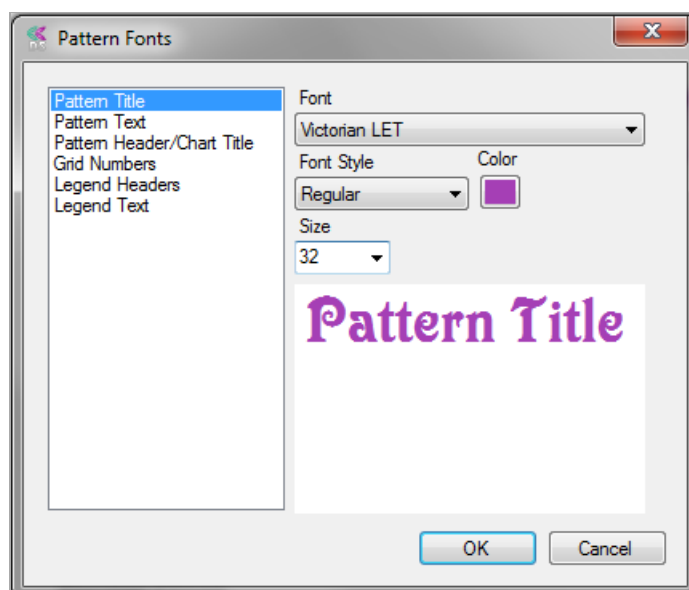 Pattern Fonts
Pattern Title
Pattern Text
Pattern Header/Chart Title
Grid Numbers
Legend Headers
Legend Text
Font
Victorian LET
Font Style
Color
Regular
Size
32
Pattern Title
OK
Cancel